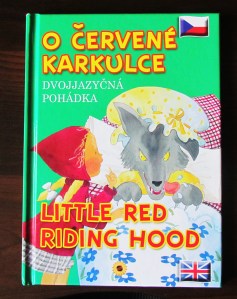 O ČERVENÉ
KARKULCE
DVOJJAZYČNÁ
POHÁDKA
LITTLE RED
RIDING HOOD